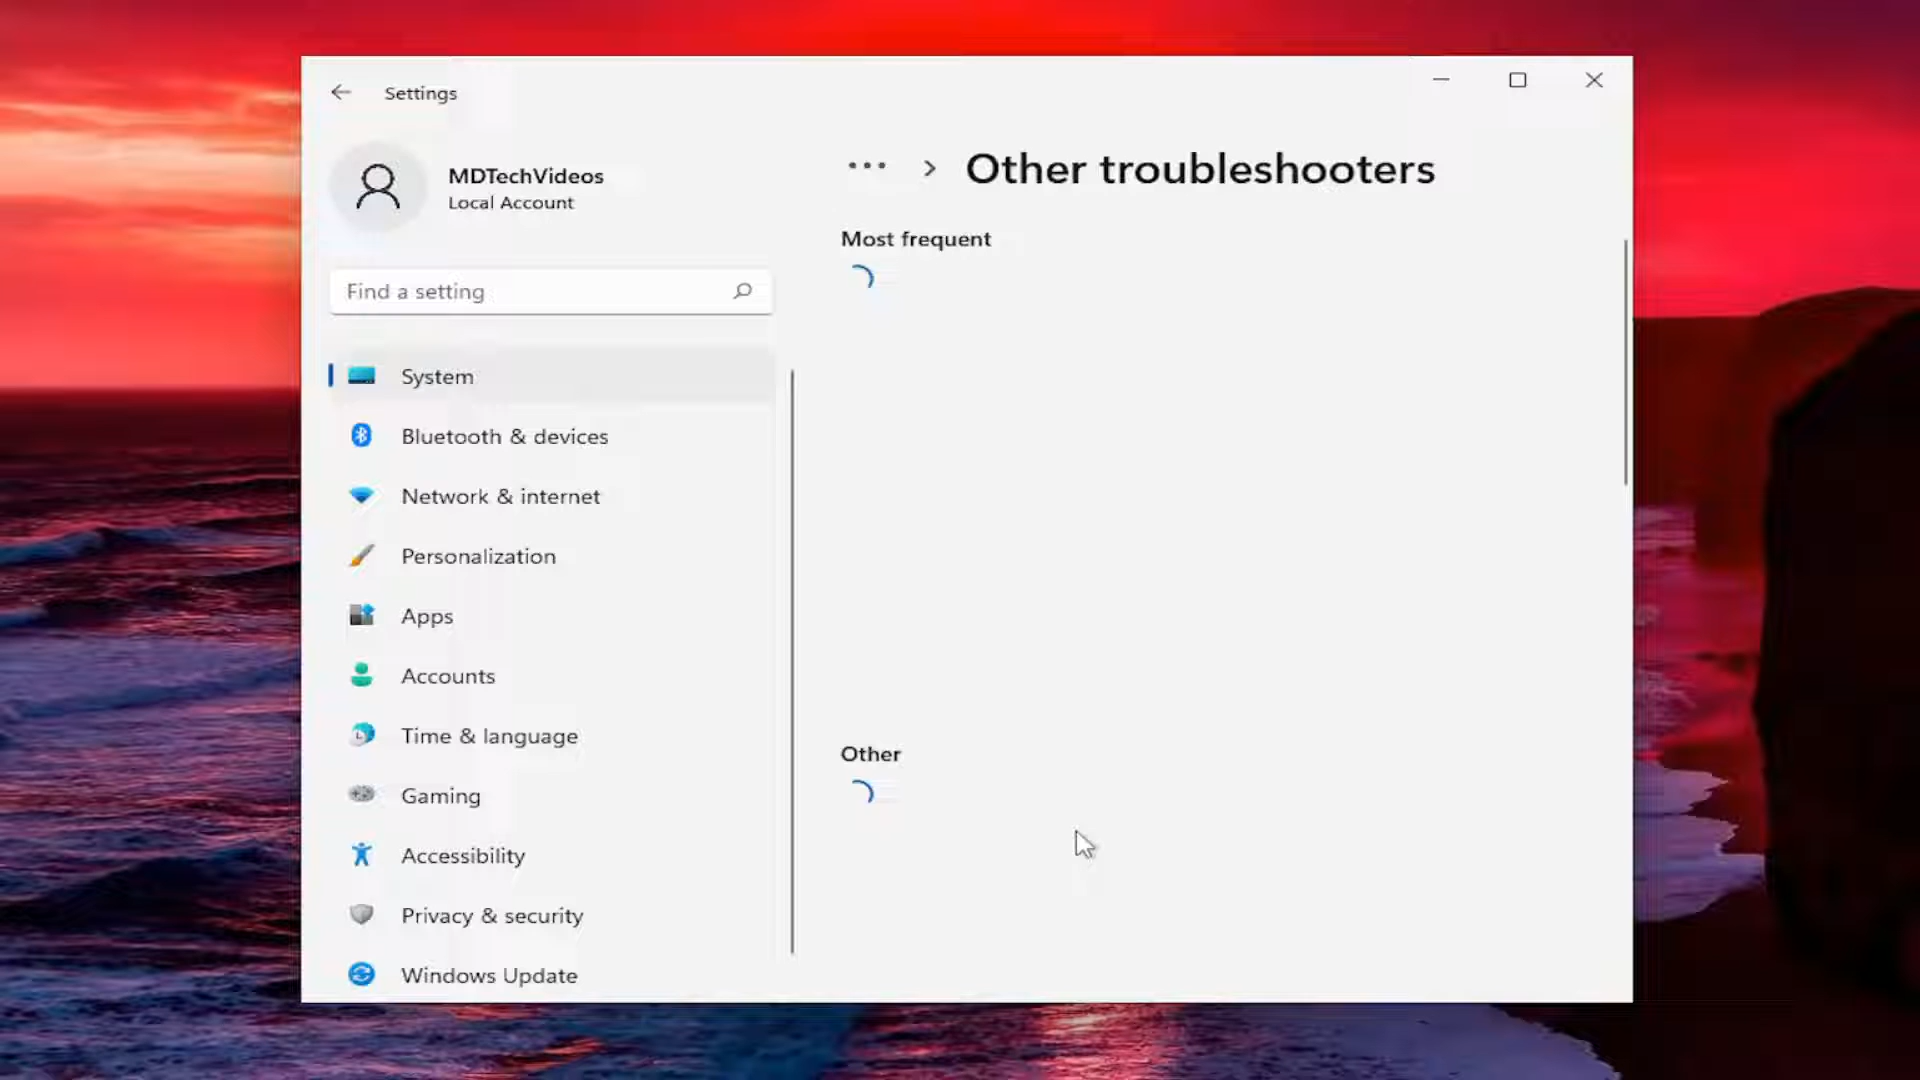 Settings
MDTechVideos
Local Account
Find a setting
System
Bluetooth & devices
Network & internet
Personalization
Apps
Accounts
Time & language
Gaming
Accessibility
Privacy & security
Windows Update
... > Other troubleshooters
Most frequent
Other